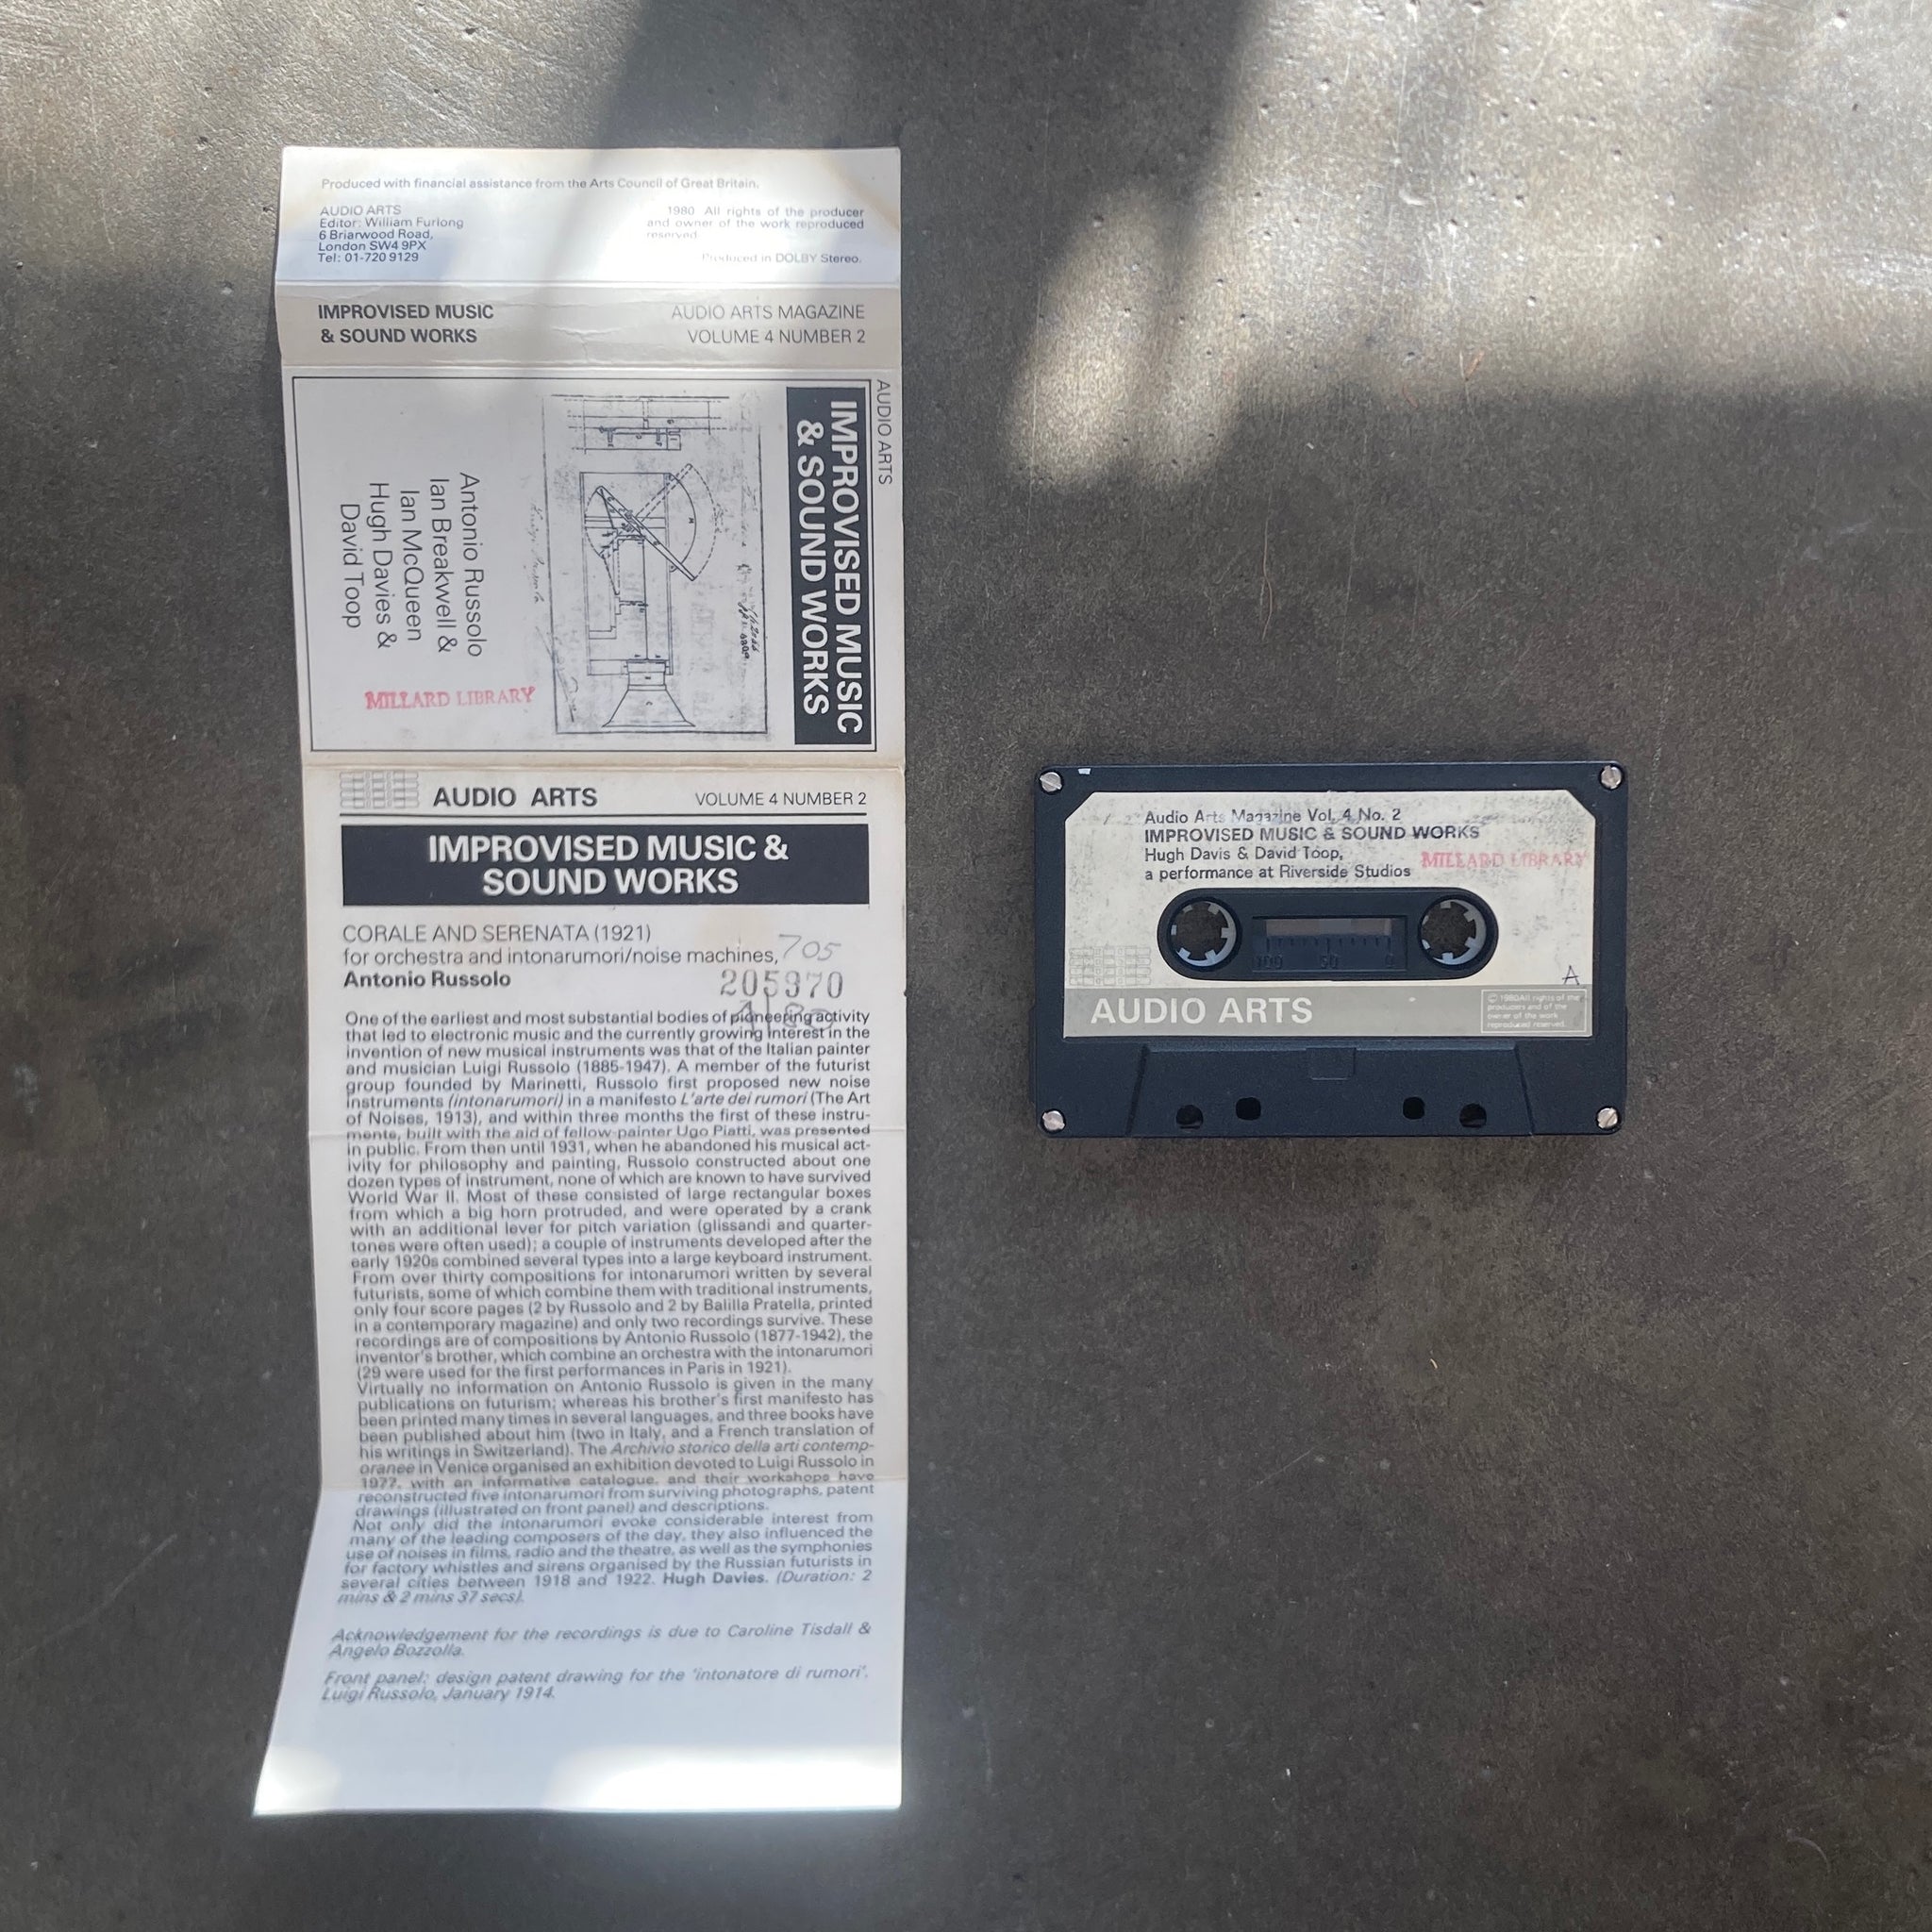 Produced with financial assistance from the Arts Council of Great Britain.
AUDIO ARTS
Editor: William Furlong
6 Briarwood Road,
London SW4 9PX
Tel: 01-720 9129
1980 All rights of the producer
and owner of the work reproduced
reserved
Produced in DOLBY Stereo.
IMPROVISED MUSIC
& SOUND WORKS
AUDIO ARTS MAGAZINE
VOLUME 4 NUMBER 2
AUDIO ARTS
IMPROVISED MUSIC
& SOUND WORKS
Antonio Russolo
Ian Breakwell &
Ian McQueen
Hugh Davies &
David Toop
MILLARD LIBRARY
AUDIO ARTS
VOLUME 4 NUMBER 2
IMPROVISED MUSIC &
SOUND WORKS
CORALE AND SERENATA (1921)
for orchestra and intonarumori/noise machines,
Antonio Russolo
705
205970
One of the earliest and most substantial bodies of pioneering activity
that led to electronic music and the currently growing interest in the
invention of new musical instruments was that of the Italian painter
and musician Luigi Russolo (1885-1947). A member of the futurist
group founded by Marinetti, Russolo first proposed new noise
instruments (intonarumori) in a manifesto L'arte dei rumori (The Art
of Noises, 1913), and within three months the first of these instru-
ments, built with the aid of fellow-painter Ugo Piatti, was presented
in public. From then until 1931, when he abandoned his musical act-
ivity for philosophy and painting, Russolo constructed about one
dozen types of instrument, none of which are known to have survived
World War II. Most of these consisted of large rectangular boxes
from which a big horn protruded, and were operated by a crank
with an additional lever for pitch variation (glissandi and quarter-
tones were often used); a couple of instruments developed after the
early 1920s combined several types into a large keyboard instrument.
From over thirty compositions for intonarumori written by several
futurists, some of which combine them with traditional instruments,
only four score pages (2 by Russolo and 2 by Balilla Pratella, printed
in a contemporary magazine) and only two recordings survive. These
recordings are of compositions by Antonio Russolo (1877-1942), the
inventor's brother, which combine an orchestra with the intonarumori
(29 were used for the first performances in Paris in 1921).
Virtually no information on Antonio Russolo is given in the many
publications on futurism; whereas his brother's first manifesto has
been printed many times in several languages, and three books have
been published about him (two in Italy, and a French translation of
his writings in Switzerland). The Archivio storico della arti contemp-
oranee in Venice organised an exhibition devoted to Luigi Russolo in
1977, with an informative catalogue, and their workshops have
reconstructed five intonarumori from surviving photographs, patent
drawings (illustrated on front panel) and descriptions.
Not only did the intonarumori evoke considerable interest from
many of the leading composers of the day, they also influenced the
use of noises in films, radio and the theatre, as well as the symphonies
for factory whistles and sirens organised by the Russian futurists in
several cities between 1918 and 1922. Hugh Davies. (Duration: 2
mins & 2 mins 37 secs).
Acknowledgement for the recordings is due to Caroline Tisdall &
Angelo Bozzolla.
Front panel: design patent drawing for the 'intonatore di rumori'.
Luigi Russolo, January 1914.
Audio Arts Magazine Vol. 4 No. 2
IMPROVISED MUSIC & SOUND WORKS
Hugh Davis & David Toop,
a performance at Riverside Studios
MILLARD LIBRARY
100 50 0
A
AUDIO ARTS
© 1980 All rights of the
producers and of the
owner of the work
reproduced reserved.